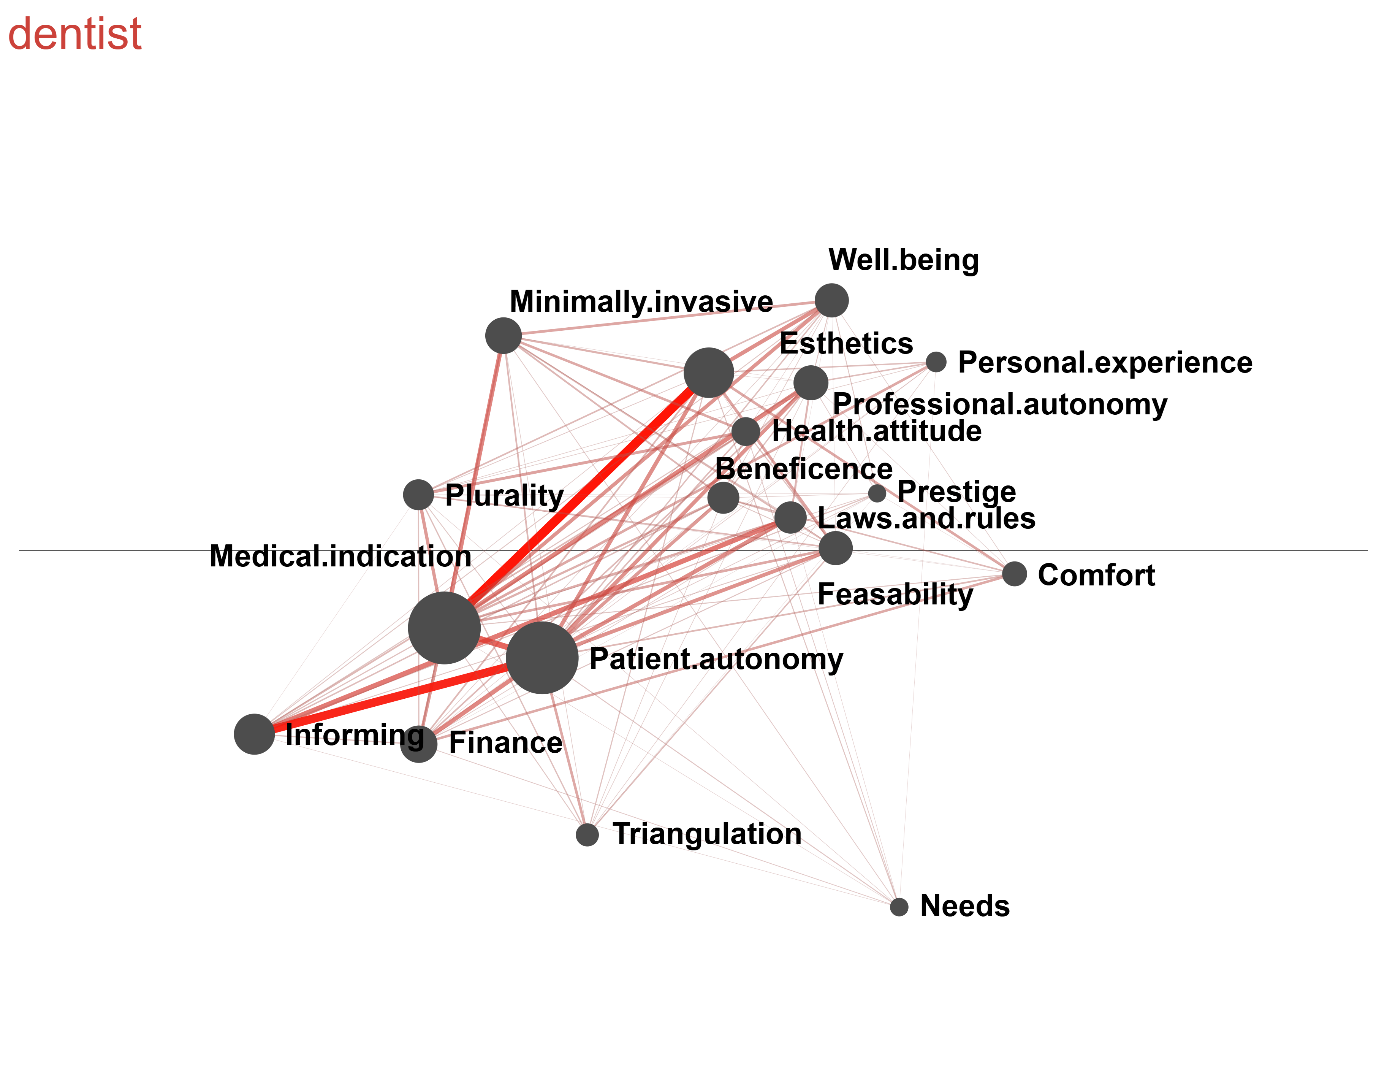 dentist
Well.being
Minimally.invasive
Esthetics
Personal.experience
Professional.autonomy
Health.attitude
Beneficence
Plurality
Prestige
Laws.and.rules
Medical.indication
Comfort
Feasability
Patient.autonomy
Informing
Finance
Triangulation
Needs